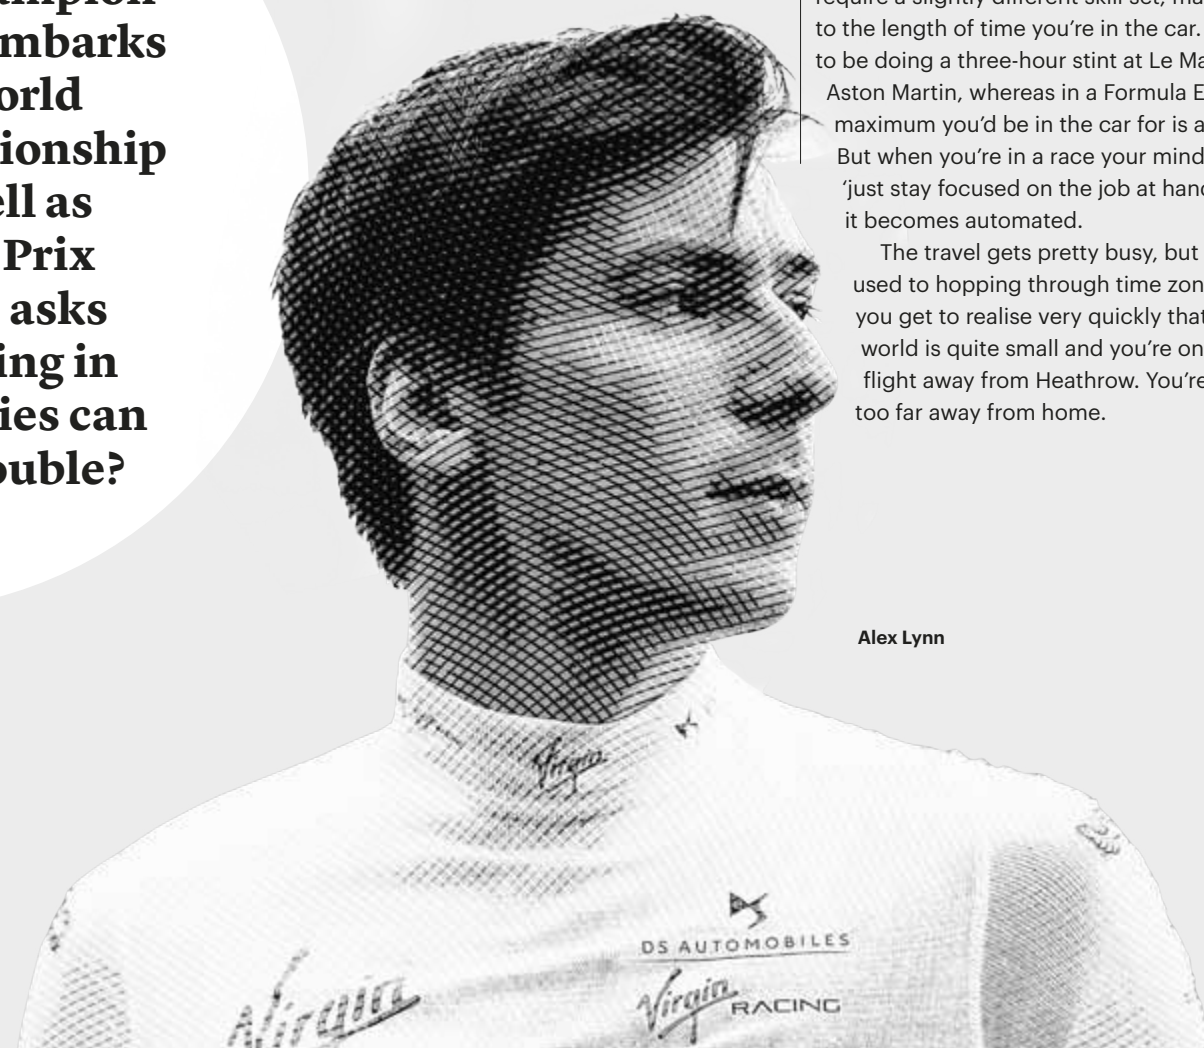 mbarks
orld
ionship
ell as
Prix
asks
ing in
ies can
ouble?
require a slightly different skill set,
to the length of time you’re in the car.
to be doing a three-hour stint at Le Ma
Aston Martin, whereas in a Formula E
maximum you’d be in the car for is a
But when you’re in a race your mind
‘just stay focused on the job at hand
it becomes automated.
The travel gets pretty busy, but
used to hopping through time zon
you get to realise very quickly that
world is quite small and you’re on
flight away from Heathrow. You’re
too far away from home.
Alex Lynn
Virgin
DS AUTOMOBILES
Virgin
Virgin RACING